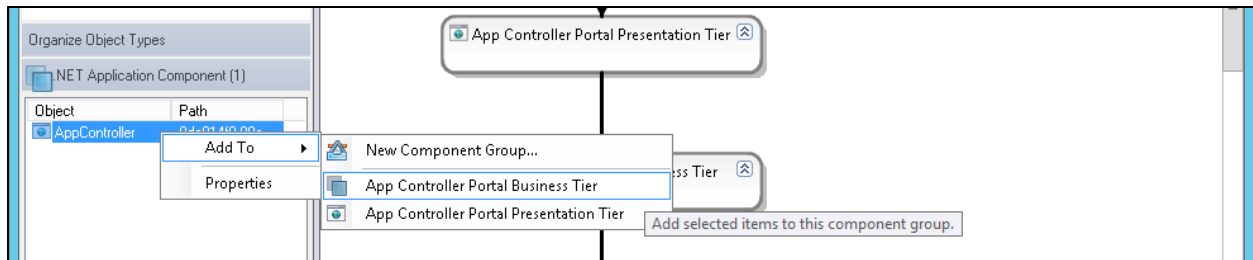 App Controller Portal Presentation Tier
Organize Object Types
.NET Application Component (1)
Object Path
AppController
Add To
Properties
New Component Group...
App Controller Portal Business Tier
App Controller Portal Presentation Tier
ess Tier
Add selected items to this component group.